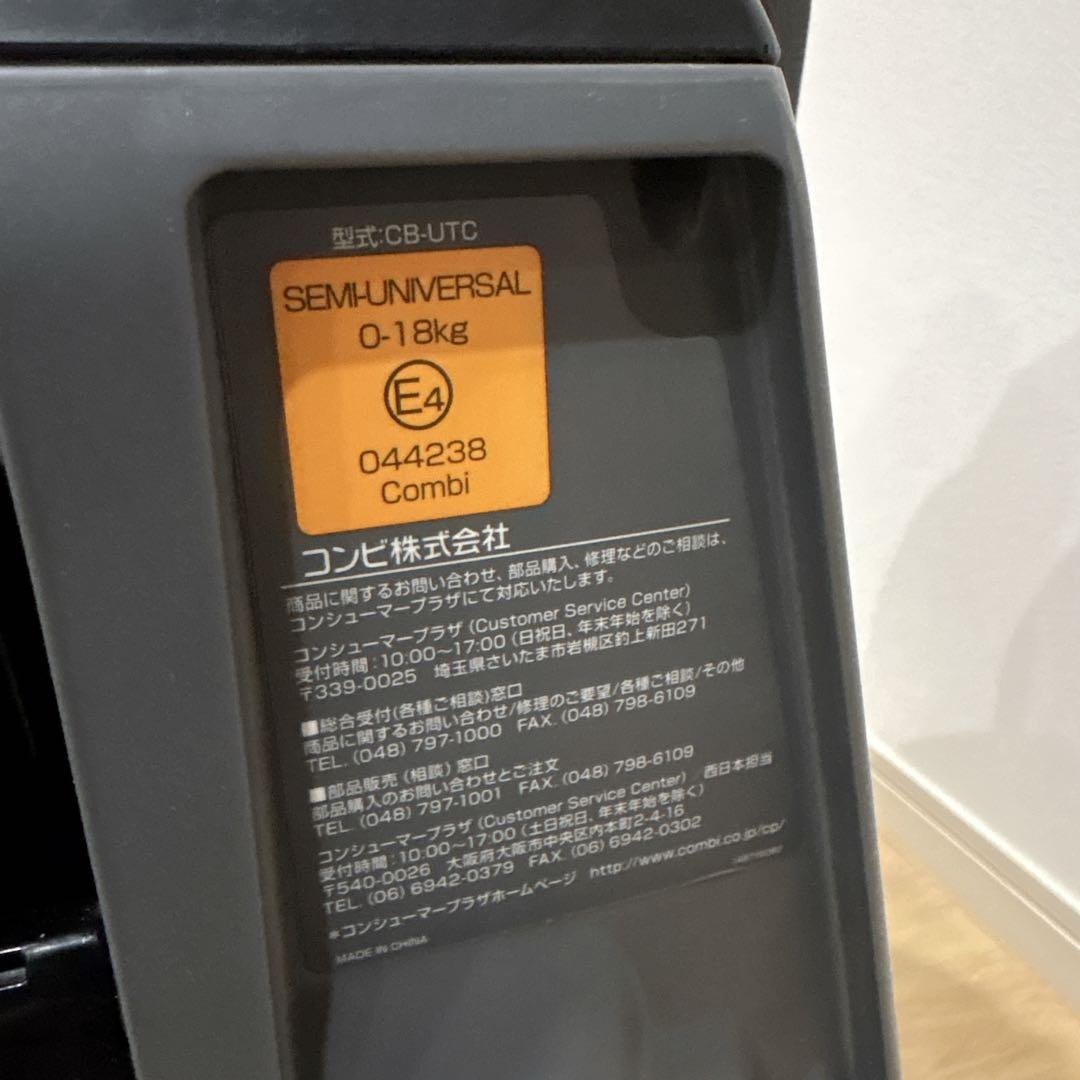 型式:CB-UTC
SEMI-UNIVERSAL
0-18kg
E4
044238
Combi
コンビ株式会社
商品に関するお問い合わせ、部品購入、修理などのご相談は、
コンシューマープラザにて対応いたします。
コンシューマープラザ (Customer Service Center)
受付時間:10:00〜17:00 (日祝日、年末年始を除く)
〒339-0025 埼玉県さいたま市岩槻区釣上新田271
■総合受付(各種ご相談)窓口
商品に関するお問い合わせ/修理のご要望/各種ご相談/その他
TEL. (048) 797-1000 FAX. (048) 798-6109
■部品販売 (相談) 窓口
部品購入のお問い合わせとご注文
TEL. (048) 797-1001 FAX. (048) 798-6109
コンシューマープラザ (Customer Service Center) 西日本担当
受付時間:10:00〜17:00 (土日祝日、年末年始を除く)
〒540-0026 大阪府大阪市中央区内本町2-4-16
TEL. (06) 6942-0379 FAX. (06) 6942-0302
*コンシューマープラザホームページ http://www.combi.co.jp/cp/
MADE IN CHINA